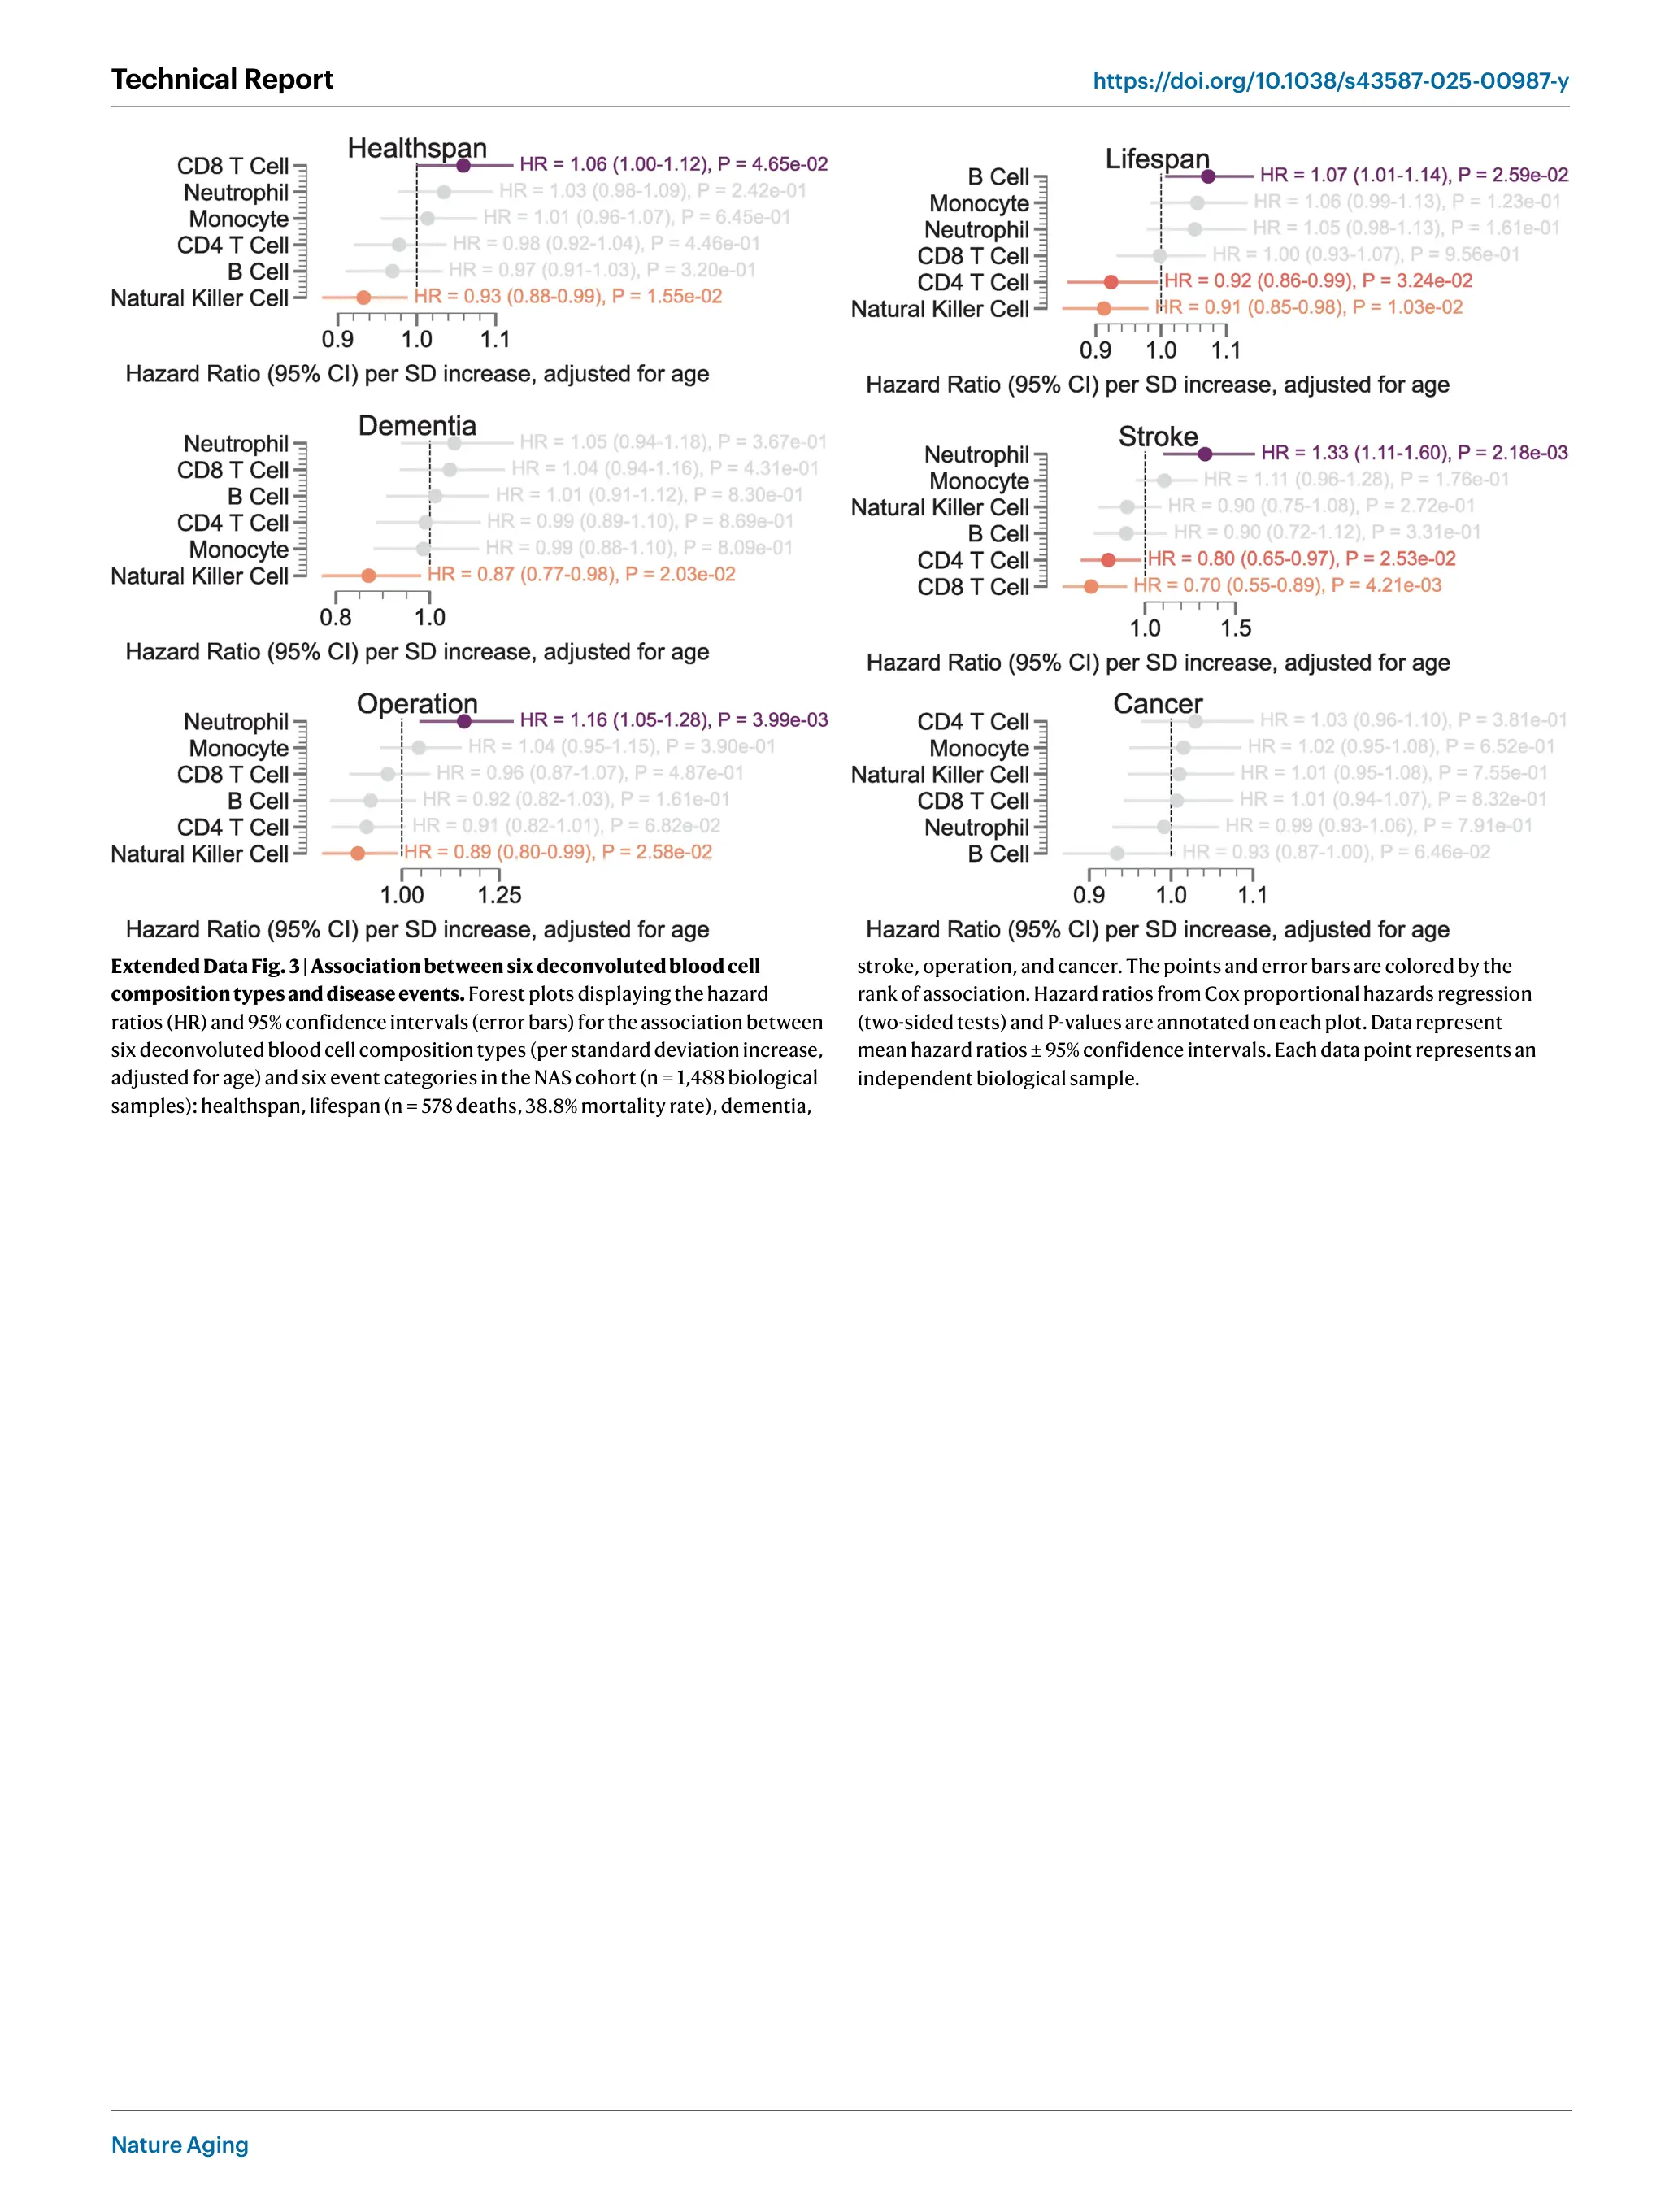 Technical Report
https://doi.org/10.1038/s43587-025-00987-y
Healthspan
CD8 T Cell HR = 1.06 (1.00-1.12), P = 4.65e-02
Neutrophil HR = 1.03 (0.98-1.09), P = 2.42e-01
Monocyte HR = 1.01 (0.96-1.07), P = 6.45e-01
CD4 T Cell HR = 0.98 (0.92-1.04), P = 4.46e-01
B Cell HR = 0.97 (0.91-1.03), P = 3.20e-01
Natural Killer Cell HR = 0.93 (0.88-0.99), P = 1.55e-02
0.9 1.0 1.1
Hazard Ratio (95% CI) per SD increase, adjusted for age
Lifespan
B Cell HR = 1.07 (1.01-1.14), P = 2.59e-02
Monocyte HR = 1.06 (0.99-1.13), P = 1.23e-01
Neutrophil HR = 1.05 (0.98-1.13), P = 1.61e-01
CD8 T Cell HR = 1.00 (0.93-1.07), P = 9.56e-01
CD4 T Cell HR = 0.92 (0.86-0.99), P = 3.24e-02
Natural Killer Cell HR = 0.91 (0.85-0.98), P = 1.03e-02
0.9 1.0 1.1
Hazard Ratio (95% CI) per SD increase, adjusted for age
Dementia
Neutrophil HR = 1.05 (0.94-1.18), P = 3.67e-01
CD8 T Cell HR = 1.04 (0.94-1.16), P = 4.31e-01
B Cell HR = 1.01 (0.91-1.12), P = 8.30e-01
CD4 T Cell HR = 0.99 (0.89-1.10), P = 8.69e-01
Monocyte HR = 0.99 (0.88-1.10), P = 8.09e-01
Natural Killer Cell HR = 0.87 (0.77-0.98), P = 2.03e-02
0.8 1.0
Hazard Ratio (95% CI) per SD increase, adjusted for age
Stroke
Neutrophil HR = 1.33 (1.11-1.60), P = 2.18e-03
Monocyte HR = 1.11 (0.96-1.28), P = 1.76e-01
Natural Killer Cell HR = 0.90 (0.75-1.08), P = 2.72e-01
B Cell HR = 0.90 (0.72-1.12), P = 3.31e-01
CD4 T Cell HR = 0.80 (0.65-0.97), P = 2.53e-02
CD8 T Cell HR = 0.70 (0.55-0.89), P = 4.21e-03
1.0 1.5
Hazard Ratio (95% CI) per SD increase, adjusted for age
Operation
Neutrophil HR = 1.16 (1.05-1.28), P = 3.99e-03
Monocyte HR = 1.04 (0.95-1.15), P = 3.90e-01
CD8 T Cell HR = 0.96 (0.87-1.07), P = 4.87e-01
B Cell HR = 0.92 (0.82-1.03), P = 1.61e-01
CD4 T Cell HR = 0.91 (0.82-1.01), P = 6.82e-02
Natural Killer Cell HR = 0.89 (0.80-0.99), P = 2.58e-02
1.00 1.25
Hazard Ratio (95% CI) per SD increase, adjusted for age
Cancer
CD4 T Cell HR = 1.03 (0.96-1.10), P = 3.81e-01
Monocyte HR = 1.02 (0.95-1.08), P = 6.52e-01
Natural Killer Cell HR = 1.01 (0.95-1.08), P = 7.55e-01
CD8 T Cell HR = 1.01 (0.94-1.07), P = 8.32e-01
Neutrophil HR = 0.99 (0.93-1.06), P = 7.91e-01
B Cell HR = 0.93 (0.87-1.00), P = 6.46e-02
0.9 1.0 1.1
Hazard Ratio (95% CI) per SD increase, adjusted for age
Extended Data Fig. 3 | Association between six deconvoluted blood cell
composition types and disease events. Forest plots displaying the hazard
ratios (HR) and 95% confidence intervals (error bars) for the association between
six deconvoluted blood cell composition types (per standard deviation increase,
adjusted for age) and six event categories in the NAS cohort (n = 1,488 biological
samples): healthspan, lifespan (n = 578 deaths, 38.8% mortality rate), dementia,
stroke, operation, and cancer. The points and error bars are colored by the
rank of association. Hazard ratios from Cox proportional hazards regression
(two-sided tests) and P-values are annotated on each plot. Data represent
mean hazard ratios ± 95% confidence intervals. Each data point represents an
independent biological sample.
Nature Aging